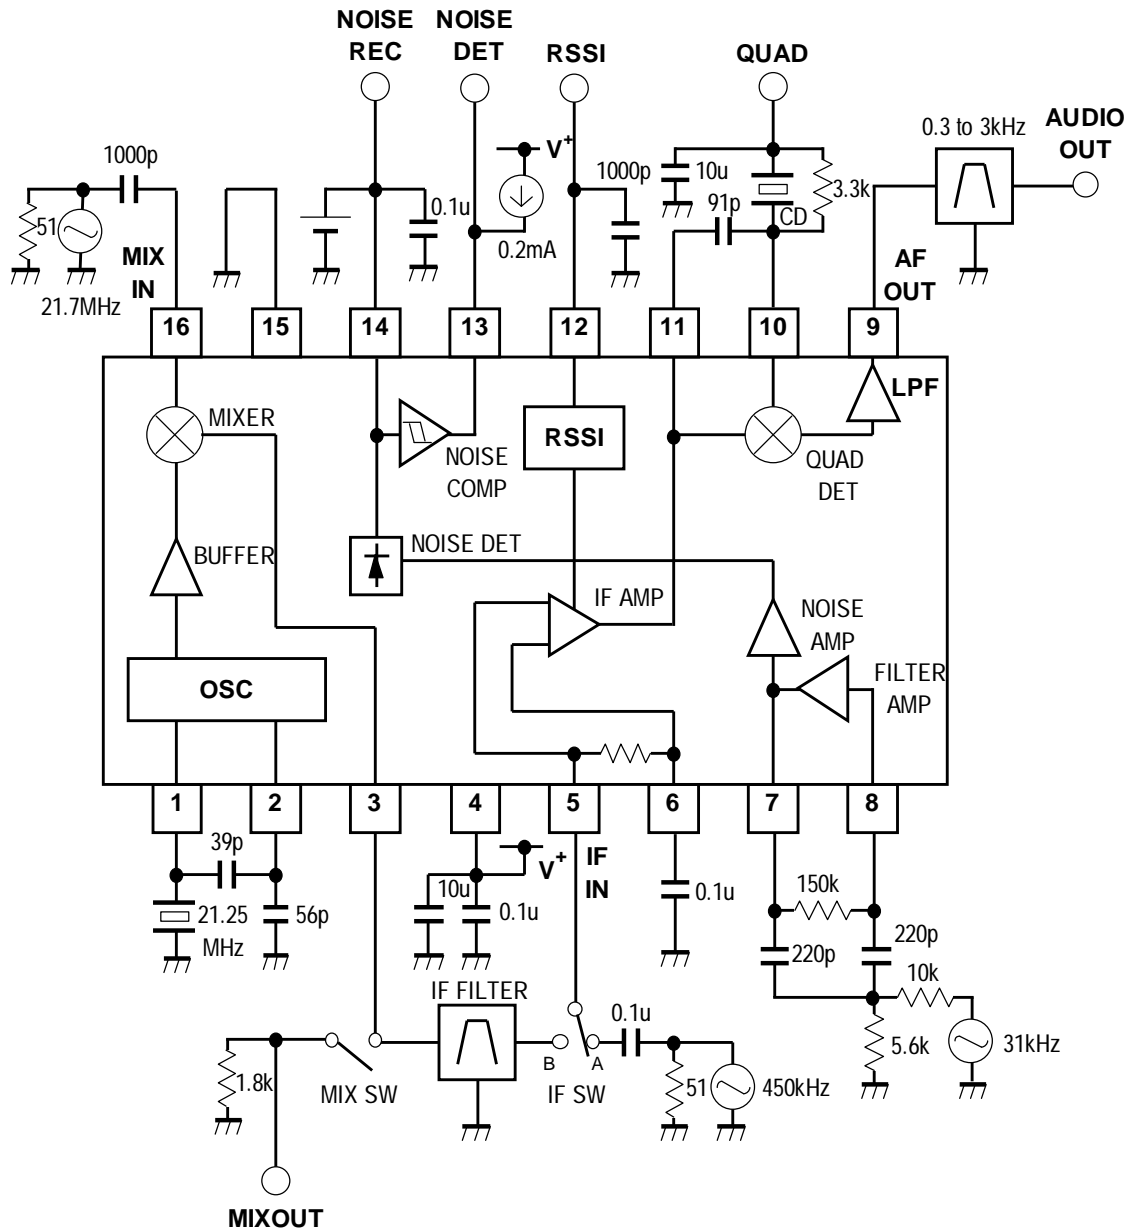 NOISE
REC
NOISE
DET
RSSI
QUAD
0.3 to 3kHz
AUDIO
OUT
1000p
V+
1000p
10u
3.3k
91p
CD
51
0.1u
0.2mA
MIX
IN
21.7MHz
AF
OUT
16
15
14
13
12
11
10
9
MIXER
NOISE
COMP
RSSI
QUAD
DET
LPF
BUFFER
NOISE DET
IF AMP
NOISE
AMP
FILTER
AMP
OSC
1
2
3
4
5
6
7
8
39p
21.25
MHz
56p
10u
0.1u
V+
IF
IN
0.1u
150k
220p
220p
10k
5.6k
31kHz
IF FILTER
0.1u
B
A
1.8k
MIX SW
IF SW
51
450kHz
MIXOUT